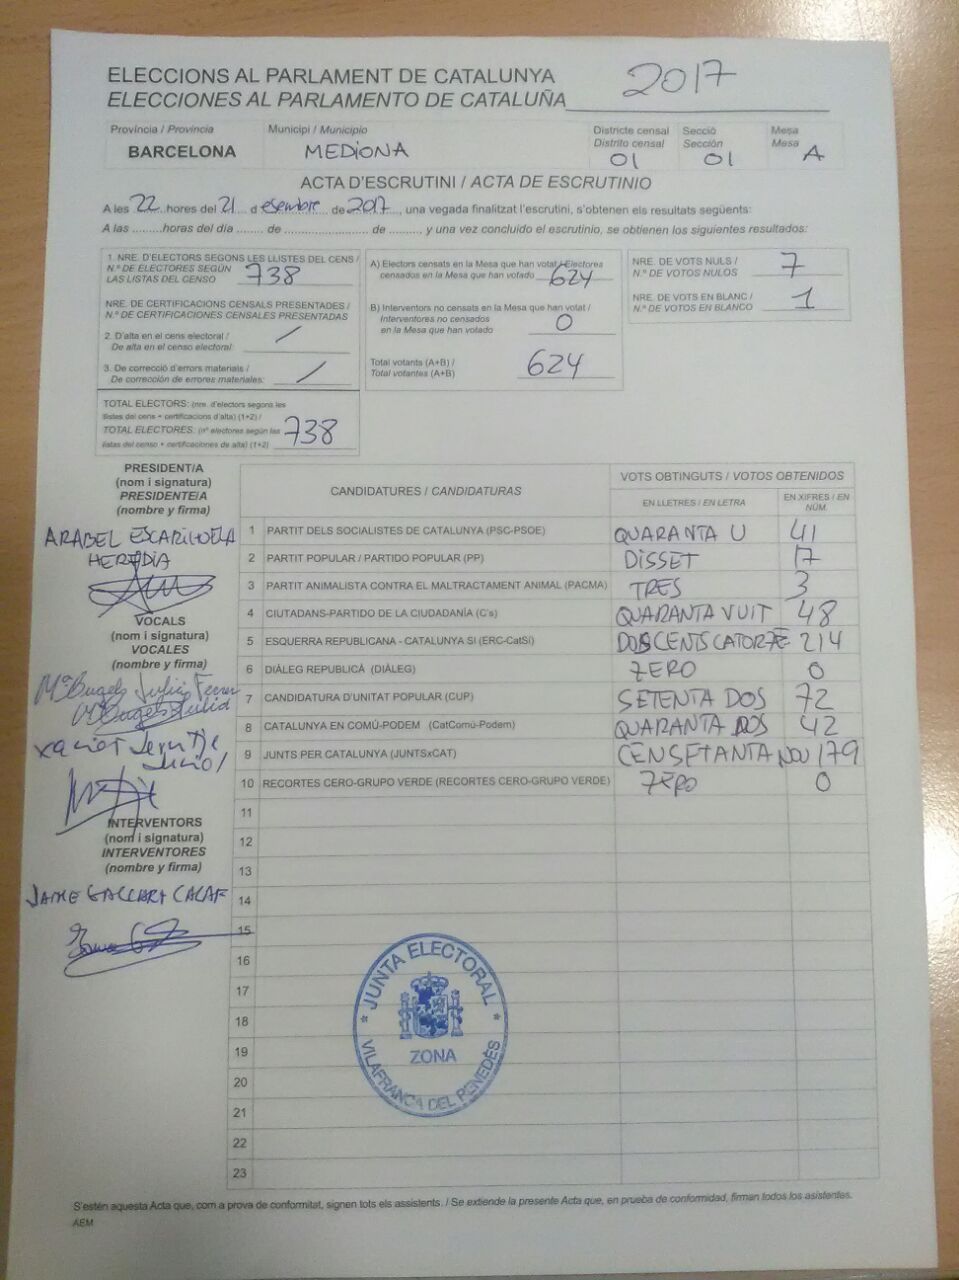 ELECCIONS AL PARLAMENT DE CATALUNYA
ELECCIONES AL PARLAMENTO DE CATALUÑA 2017
Provincia / Provincia
BARCELONA
Municipi / Municipio
MEDIONA
Districte censal
Distrito censal
01
Secció
Sección
01
Mesa
Mesa
A
ACTA D'ESCRUTINI / ACTA DE ESCRUTINIO
A les 22 hores del 21 d esembre de 2017, una vegada finalitzat l'escrutini, s'obtenen els resultats següents:
A las .........horas del día ........ de ......................... de ........, y una vez concluido el escrutinio, se obtienen los siguientes resultados:
1. NRE. D'ELECTORS SEGONS LES LLISTES DEL CENS /
N.º DE ELECTORES SEGÚN
LAS LISTAS DEL CENSO
738
NRE. DE CERTIFICACIONS CENSALS PRESENTADES /
N.º DE CERTIFICACIONES CENSALES PRESENTADAS
2. D'alta en el cens electoral /
De alta en el censo electoral: /
3. De correcció d'errors materials /
De corrección de errores materiales: /
TOTAL ELECTORS: (nre. d'electors segons les
llistes del cens + certificacions d'alta) (1+2) /
TOTAL ELECTORES: (nº electores según las
listas del censo + certificaciones de alta) (1+2)
738
A) Electors censats en la Mesa que han votat / Electores
censados en la Mesa que han votado
624
B) Interventors no censats en la Mesa que han votat /
Interventores no censados
en la Mesa que han votado
0
Total votants (A+B) /
Total votantes (A+B)
624
NRE. DE VOTS NULS /
N.º DE VOTOS NULOS
7
NRE. DE VOTS EN BLANC /
N.º DE VOTOS EN BLANCO
1
PRESIDENT/A
(nom i signatura)
PRESIDENTE/A
(nombre y firma)
ARABEL ESCARIHUELA
HEREDIA
VOCALS
(nom i signatura)
VOCALES
(nombre y firma)
Mª Àngels Julià
Mª Àngels Julià
Xavier
INTERVENTORS
(nom i signatura)
INTERVENTORES
(nombre y firma)
JAIME
CANDIDATURES / CANDIDATURAS
VOTS OBTINGUTS / VOTOS OBTENIDOS
EN LLETRES / EN LETRA
EN XIFRES / EN NÚM.
1 PARTIT DELS SOCIALISTES DE CATALUNYA (PSC-PSOE) QUARANTA U 41
2 PARTIT POPULAR / PARTIDO POPULAR (PP) DISSET 17
3 PARTIT ANIMALISTA CONTRA EL MALTRACTAMENT ANIMAL (PACMA) TRES 3
4 CIUTADANS-PARTIDO DE LA CIUDADANÍA (C's) QUARANTA VUIT 48
5 ESQUERRA REPUBLICANA - CATALUNYA SI (ERC-CatSí) DOSCENTS CATORZE 214
6 DIÀLEG REPUBLICÀ (DIÀLEG) ZERO 0
7 CANDIDATURA D'UNITAT POPULAR (CUP) SETENTA DOS 72
8 CATALUNYA EN COMÚ-PODEM (CatComú-Podem) QUARANTA DOS 42
9 JUNTS PER CATALUNYA (JUNTSxCAT) CENSETANTA NOU 179
10 RECORTES CERO-GRUPO VERDE (RECORTES CERO-GRUPO VERDE) ZERO 0
11
12
13
14
15
16
17
18
19
20
21
22
23
* JUNTA ELECTORAL *
ZONA
VILAFRANCA DEL PENEDÈS
S'estén aquesta Acta que, com a prova de conformitat, signen tots els assistents. / Se extiende la presente Acta que, en prueba de conformidad, firman todos los asistentes.
AEM